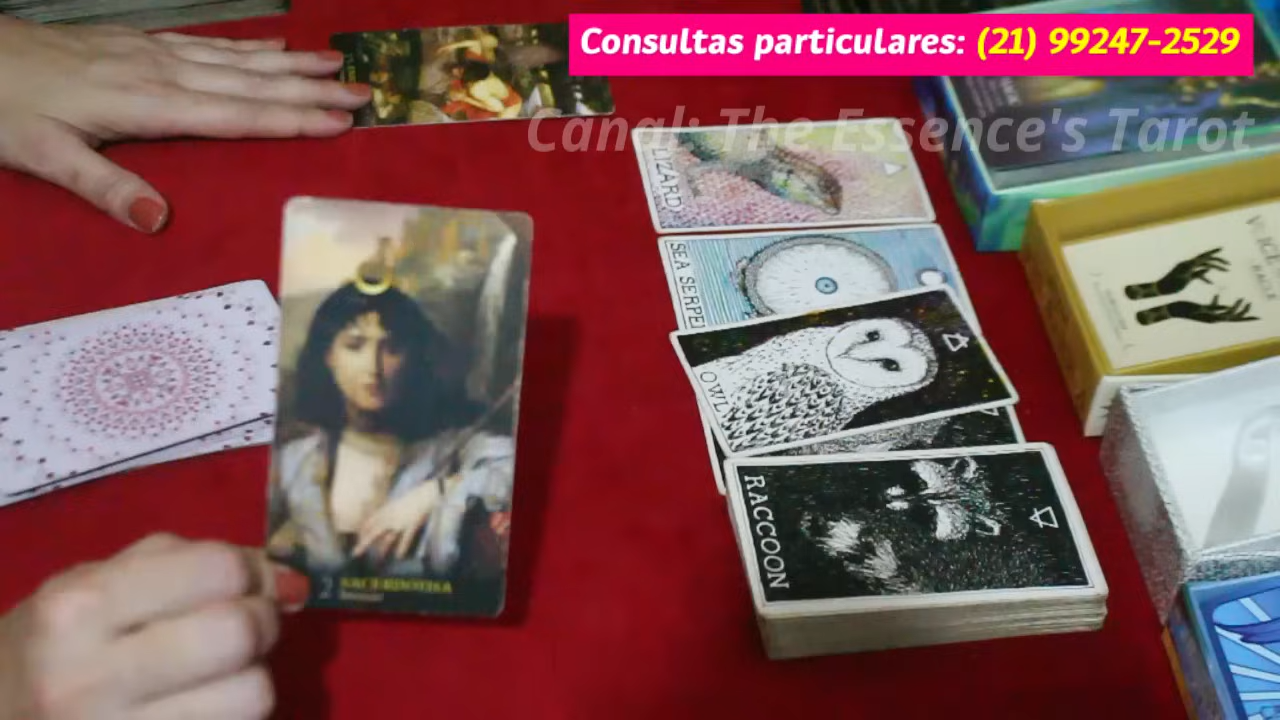 Consultas particulares: (21) 99247-2529
Canal: The Essence's Tarot
LIZARD
SEA SERPE
OWL
RACCOON
2 SACERDOTISA